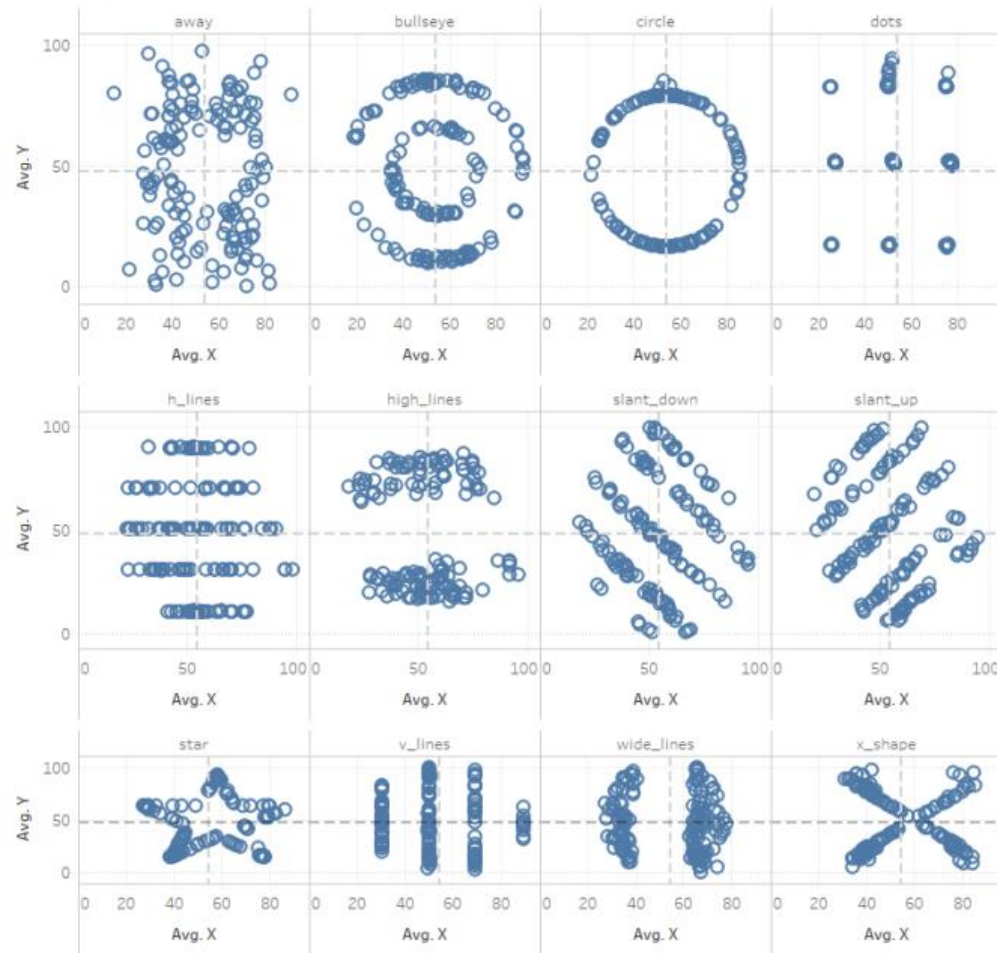 away bullseye circle dots
100
Avg. Y
50
0
0 20 40 60 80 0 20 40 60 80 0 20 40 60 80 0 20 40 60 80
Avg. X Avg. X Avg. X Avg. X
h_lines high_lines slant_down slant_up
100
Avg. Y
50
0
0 50 100 0 50 100 0 50 100 0 50 100
Avg. X Avg. X Avg. X Avg. X
star v_lines wide_lines x_shape
100
Avg. Y
50
0
0 20 40 60 80 0 20 40 60 80 0 20 40 60 80 0 20 40 60 80
Avg. X Avg. X Avg. X Avg. X